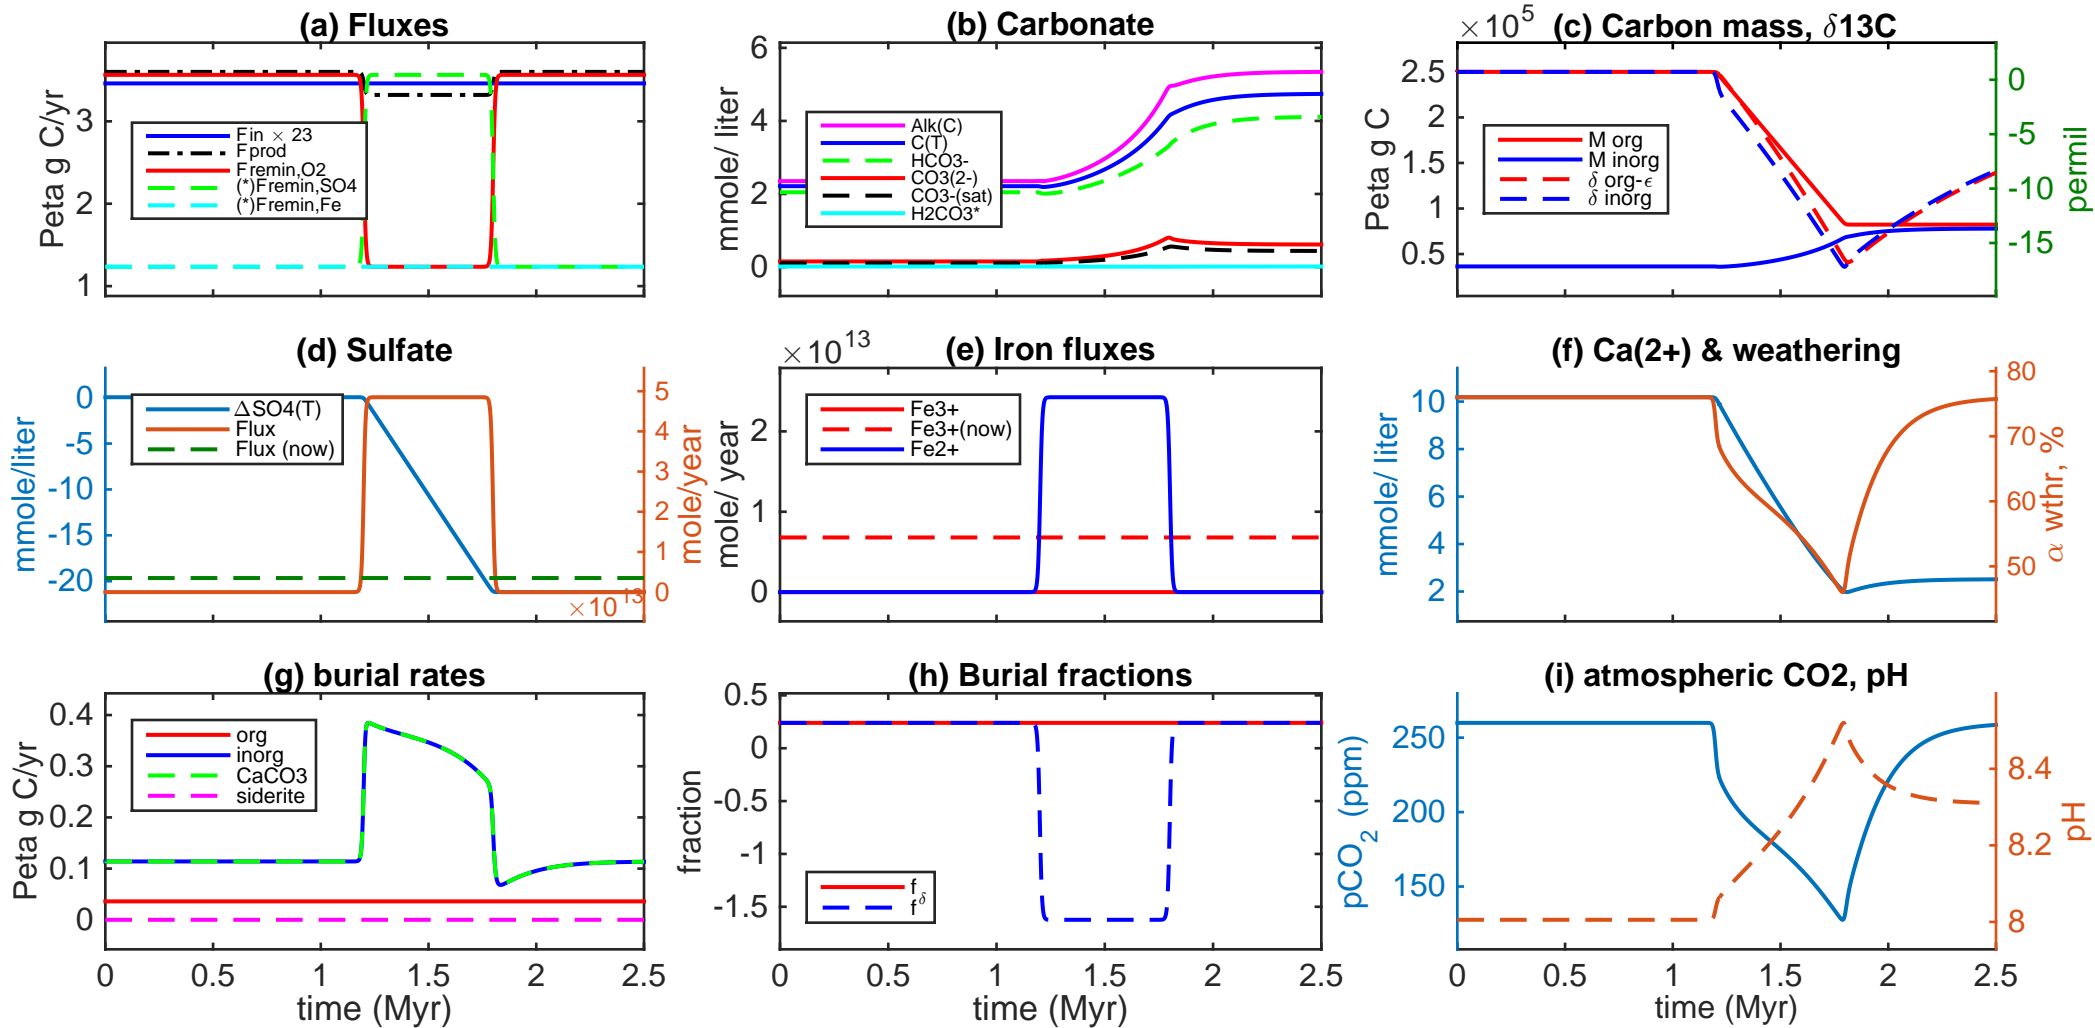 (a) Fluxes
Peta g C/yr
3
2
1
Fin × 23
Fprod
Fremin,O2
(*)Fremin,SO4
(*)Fremin,Fe
(b) Carbonate
mmole/ liter
6
4
2
0
Alk(C)
C(T)
HCO3-
CO3(2-)
CO3-(sat)
H2CO3*
×10^5
(c) Carbon mass, δ13C
Peta g C
2.5
2
1.5
1
0.5
M org
M inorg
δ org-ϵ
δ inorg
0
-5
-10
-15
permil
(d) Sulfate
mmole/liter
0
-5
-10
-15
-20
ΔSO4(T)
Flux
Flux (now)
5
4
3
2
1
0
×10^13
mole/year
×10^13
(e) Iron fluxes
mole/ year
2
1
0
Fe3+
Fe3+(now)
Fe2+
(f) Ca(2+) & weathering
mmole/ liter
10
8
6
4
2
80
70
60
50
α wthr, %
(g) burial rates
Peta g C/yr
0.4
0.3
0.2
0.1
0
org
inorg
CaCO3
siderite
0 0.5 1 1.5 2 2.5
time (Myr)
(h) Burial fractions
fraction
0.5
0
-0.5
-1
-1.5
f
f^δ
0 0.5 1 1.5 2 2.5
time (Myr)
(i) atmospheric CO2, pH
pCO2 (ppm)
250
200
150
8.4
8.2
8
pH
0 0.5 1 1.5 2 2.5
time (Myr)